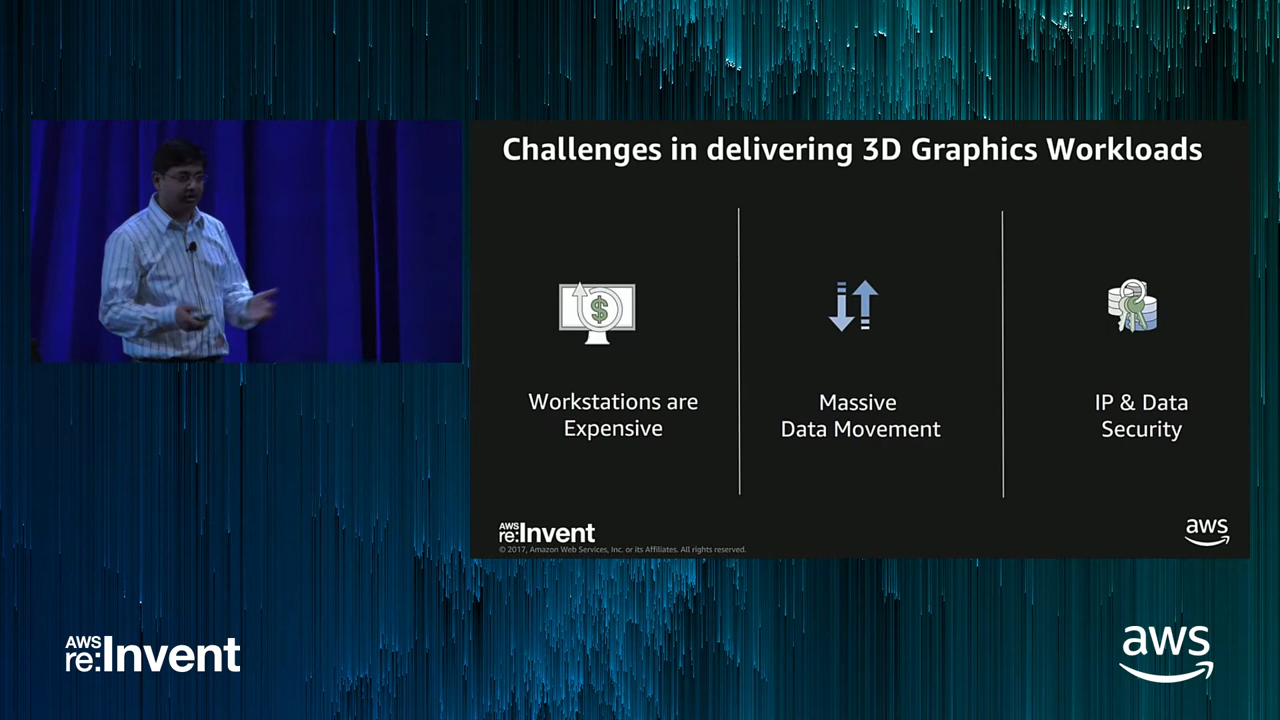 Challenges in delivering 3D Graphics Workloads
$
Workstations are
Expensive
Massive
Data Movement
IP & Data
Security
AWS
re:Invent
© 2017, Amazon Web Services, Inc. or its Affiliates. All rights reserved.
aws
AWS
re:Invent
aws